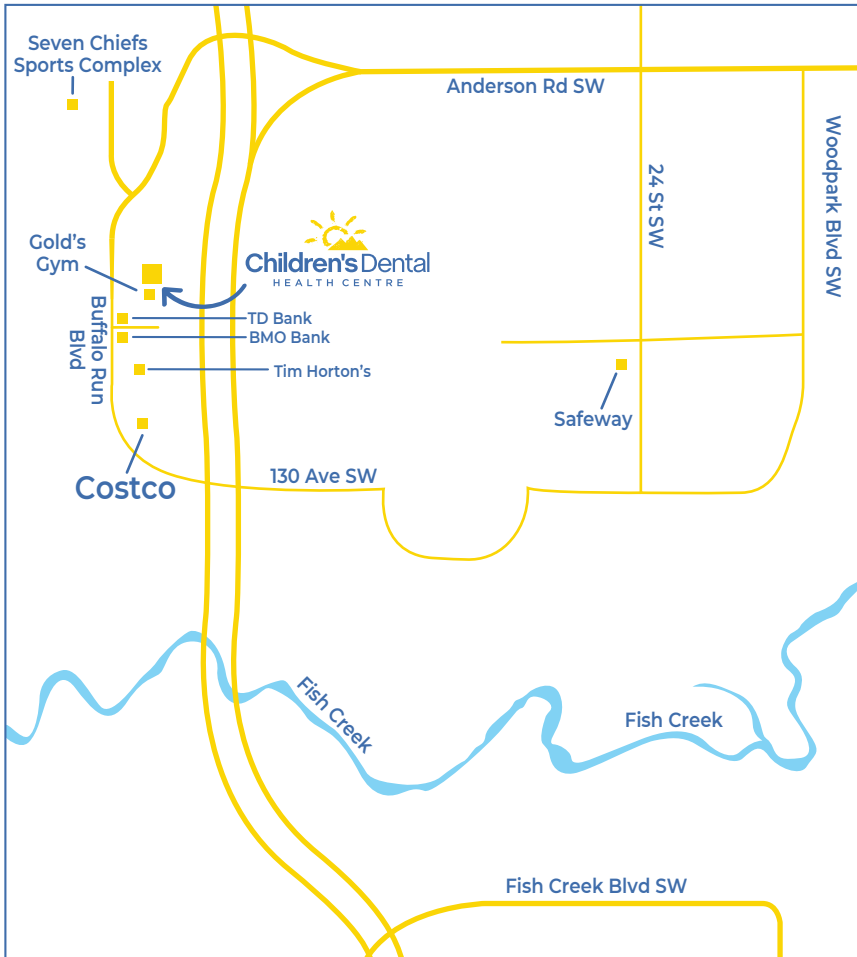 Seven Chiefs
Sports Complex
Anderson Rd SW
Woodpark Blvd SW
24 St SW
Gold's
Gym
Children's Dental
HEALTH CENTRE
Buffalo Run
Blvd
TD Bank
BMO Bank
Tim Horton's
Safeway
Costco
130 Ave SW
Fish Creek
Fish Creek
Fish Creek Blvd SW